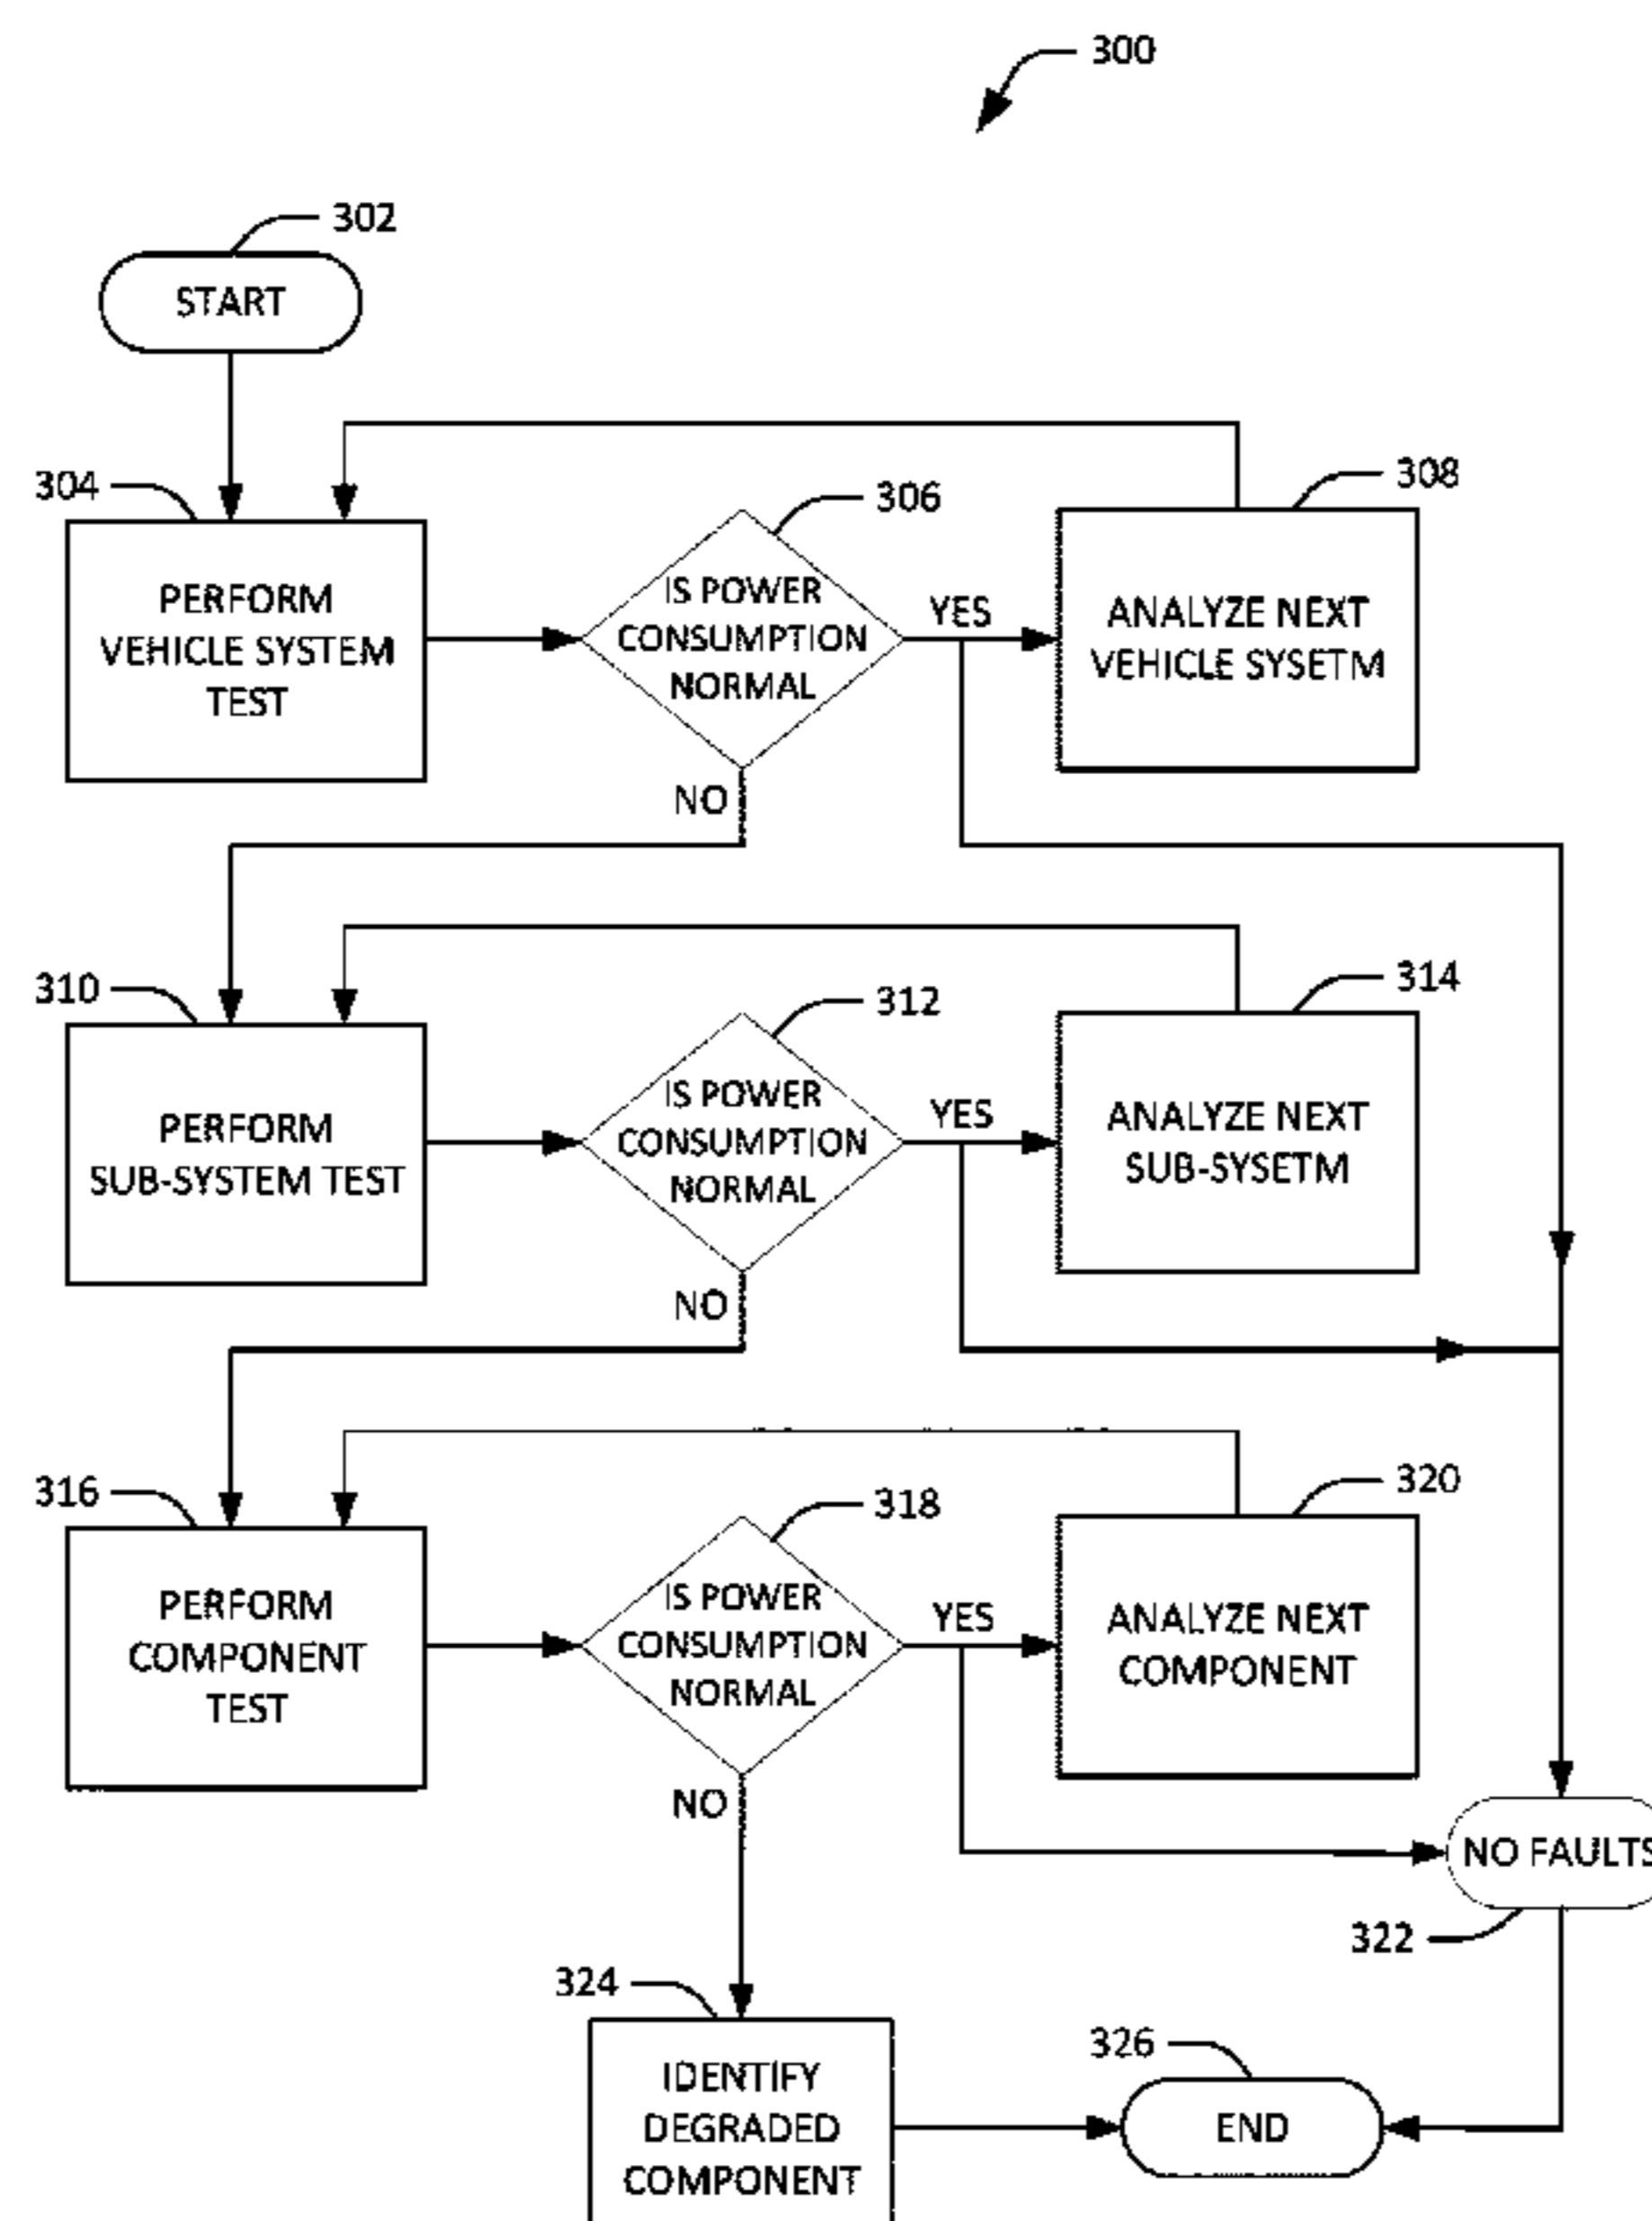 300
302
START
304
306
308
PERFORM
VEHICLE SYSTEM
TEST
IS POWER
CONSUMPTION
NORMAL
YES
ANALYZE NEXT
VEHICLE SYSETM
NO
310
312
314
PERFORM
SUB-SYSTEM TEST
IS POWER
CONSUMPTION
NORMAL
YES
ANALYZE NEXT
SUB-SYSETM
NO
316
318
320
PERFORM
COMPONENT
TEST
IS POWER
CONSUMPTION
NORMAL
YES
ANALYZE NEXT
COMPONENT
NO
NO FAULTS
322
324
326
IDENTIFY
DEGRADED
COMPONENT
END